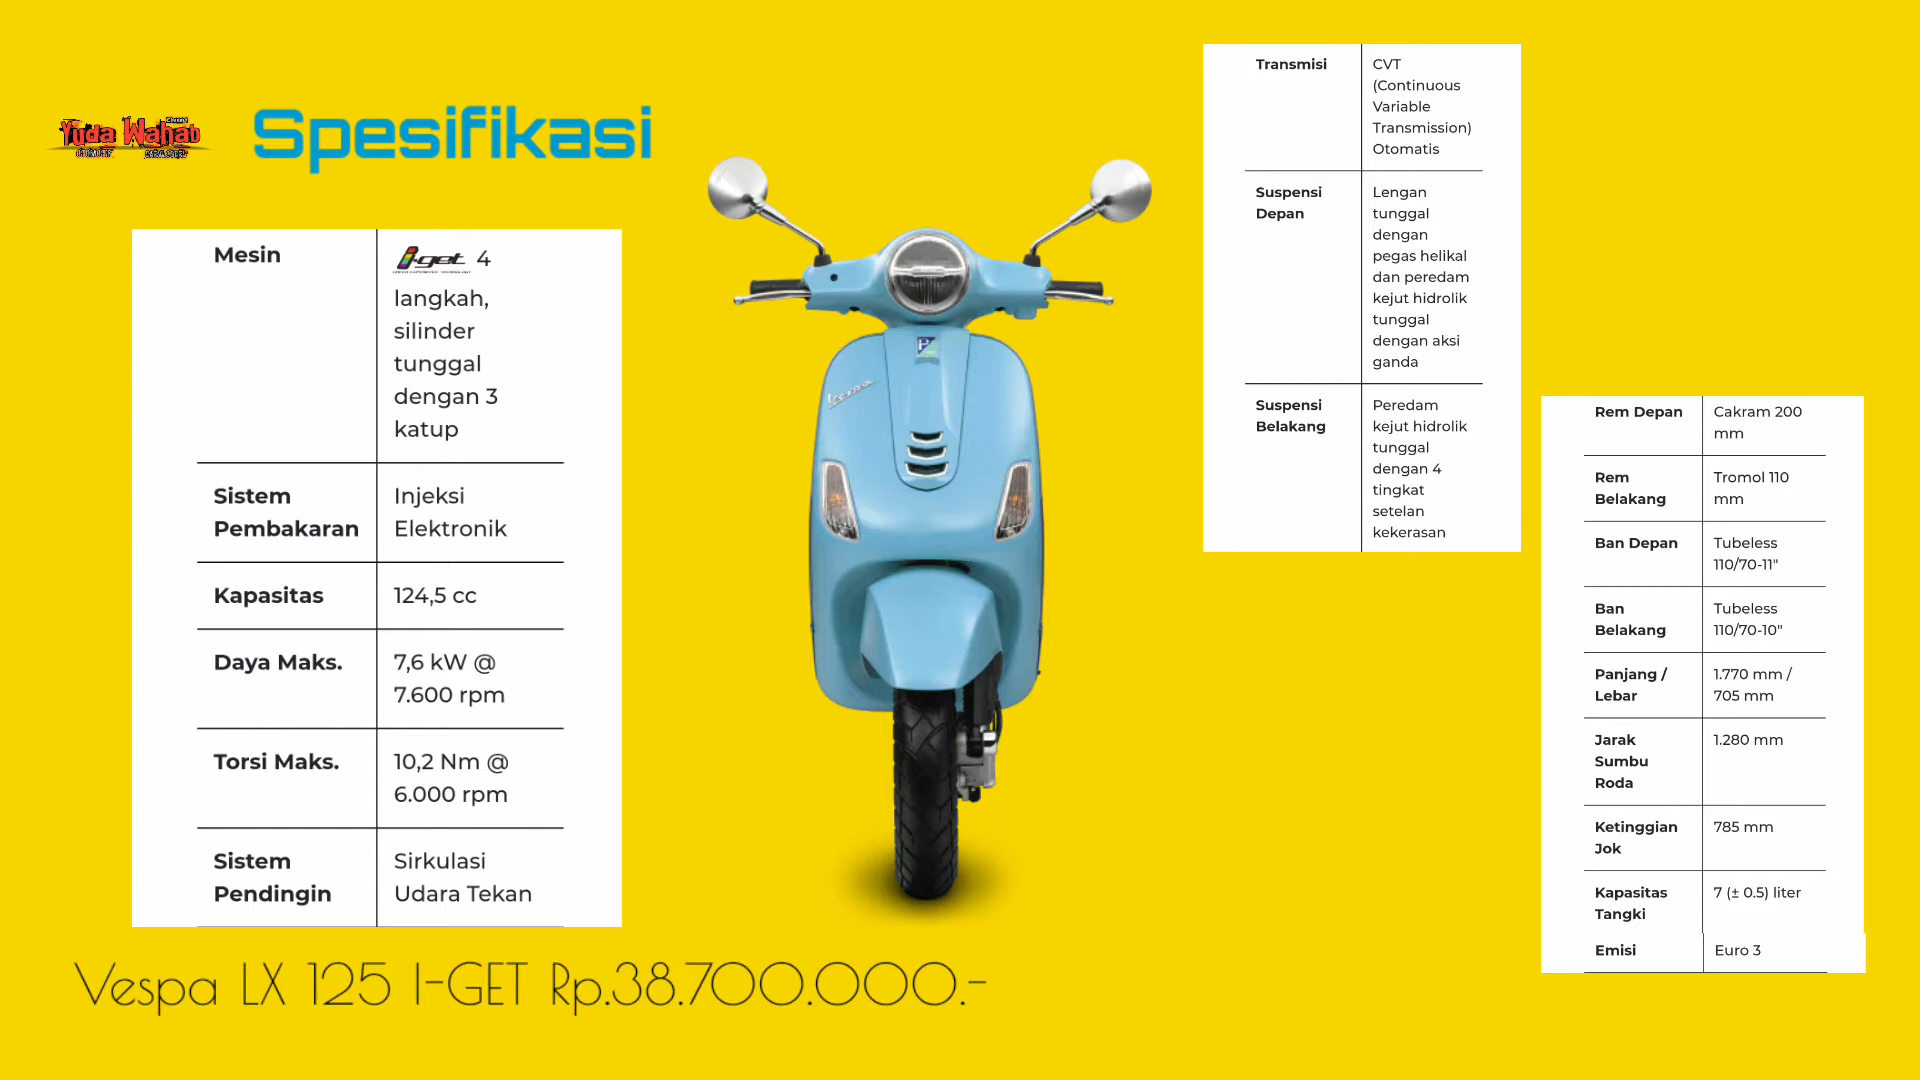 Yuda Wahab
Spesifikasi
Mesin
i-get 4
langkah,
silinder
tunggal
dengan 3
katup
Sistem
Pembakaran
Injeksi
Elektronik
Kapasitas
124,5 cc
Daya Maks.
7,6 kW @
7.600 rpm
Torsi Maks.
10,2 Nm @
6.000 rpm
Sistem
Pendingin
Sirkulasi
Udara Tekan
Vespa LX 125 I-GET Rp.38.700.000.-
Vespa
Transmisi
CVT
(Continuous
Variable
Transmission)
Otomatis
Suspensi
Depan
Lengan
tunggal
dengan
pegas helikal
dan peredam
kejut hidrolik
tunggal
dengan aksi
ganda
Suspensi
Belakang
Peredam
kejut hidrolik
tunggal
dengan 4
tingkat
setelan
kekerasan
Rem Depan
Cakram 200
mm
Rem
Belakang
Tromol 110
mm
Ban Depan
Tubeless
110/70-11"
Ban
Belakang
Tubeless
110/70-10"
Panjang /
Lebar
1.770 mm /
705 mm
Jarak
Sumbu
Roda
1.280 mm
Ketinggian
Jok
785 mm
Kapasitas
Tangki
7 (± 0.5) liter
Emisi
Euro 3